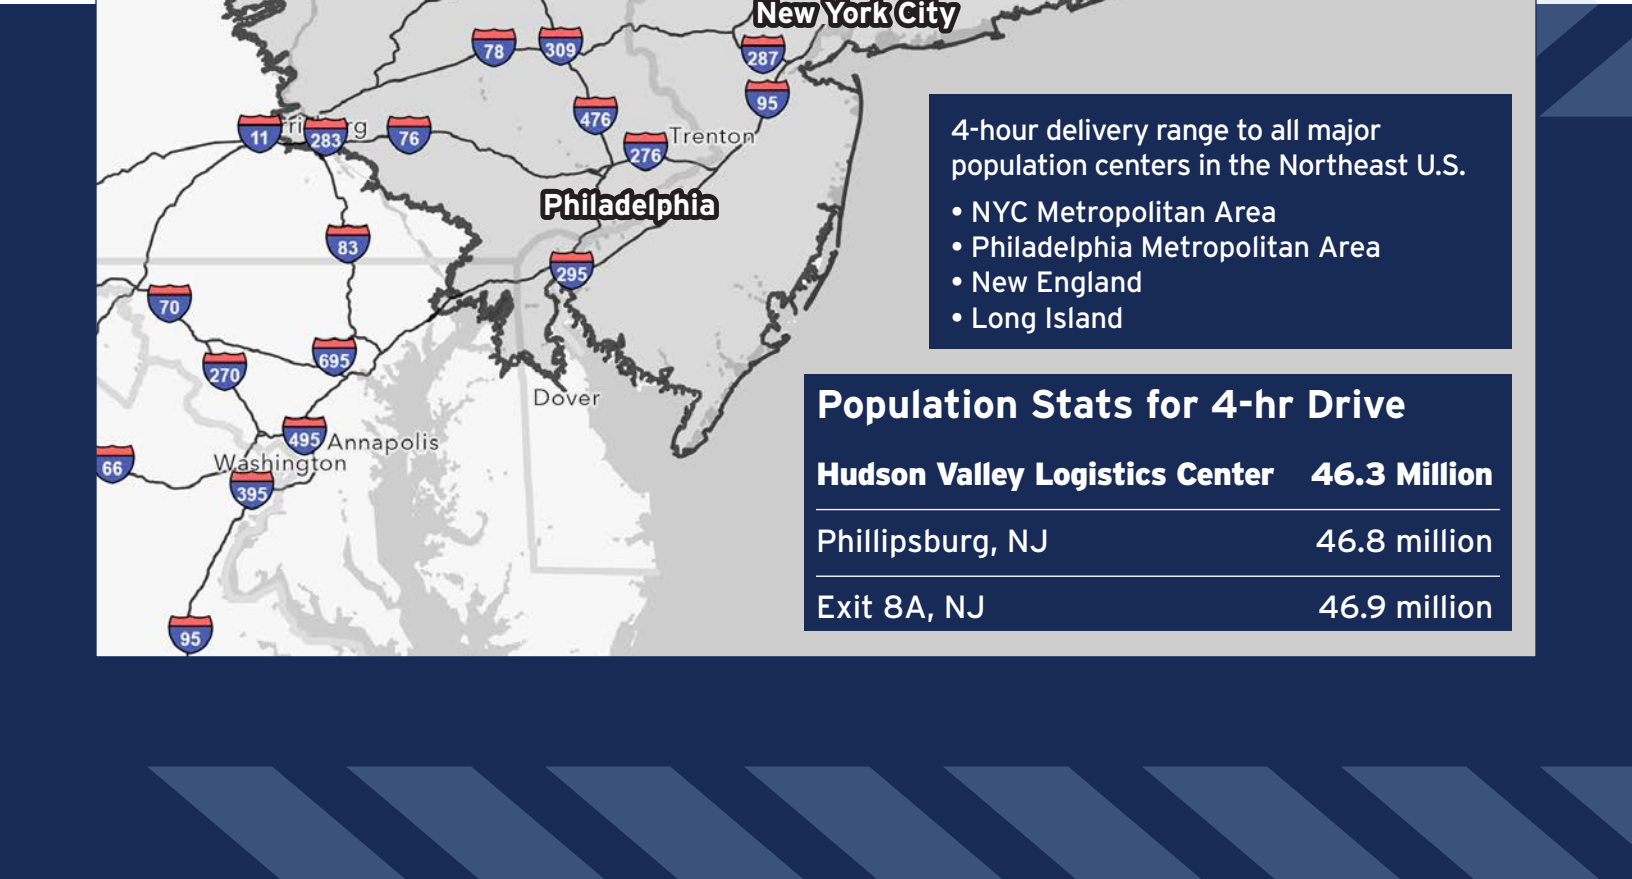 New York City
78
309
287
95
476
11
283
76
Trenton
276
Philadelphia
83
295
70
695
270
Dover
495
Annapolis
66
Washington
395
95
4-hour delivery range to all major
population centers in the Northeast U.S.
• NYC Metropolitan Area
• Philadelphia Metropolitan Area
• New England
• Long Island
Population Stats for 4-hr Drive
Hudson Valley Logistics Center 46.3 Million
Phillipsburg, NJ 46.8 million
Exit 8A, NJ 46.9 million